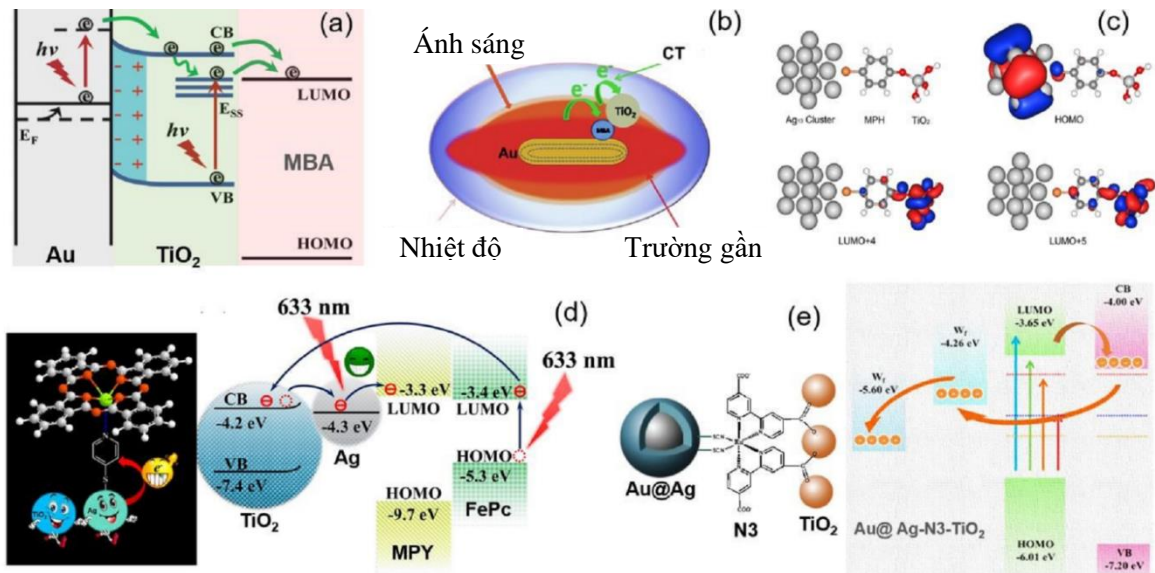 (a)
e
CB
e
e
hν
e
e
LUMO
E_F
E_SS
hν
MBA
VB
e
Au
TiO₂
HOMO
(b)
Ánh sáng
CT
e⁻
e⁻
TiO₂
MBA
Au
Nhiệt độ
Trường gần
(c)
Ag₁₃ Cluster
MPH
TiO₂
HOMO
LUMO+4
LUMO+5
(d)
633 nm
633 nm
CB
-4.2 eV
-4.3 eV
Ag
-3.3 eV
LUMO
-3.4 eV
LUMO
VB
-7.4 eV
TiO₂
HOMO
-5.3 eV
FePc
HOMO
-9.7 eV
MPY
N
S
e
TiO₂
Ag
(e)
COO⁻
COO⁻
Au@Ag
N3
TiO₂
CB
-4.00 eV
LUMO
-3.65 eV
W_f
-4.26 eV
W_f
-5.60 eV
Au@ Ag-N3-TiO₂
HOMO
-6.01 eV
VB
-7.20 eV